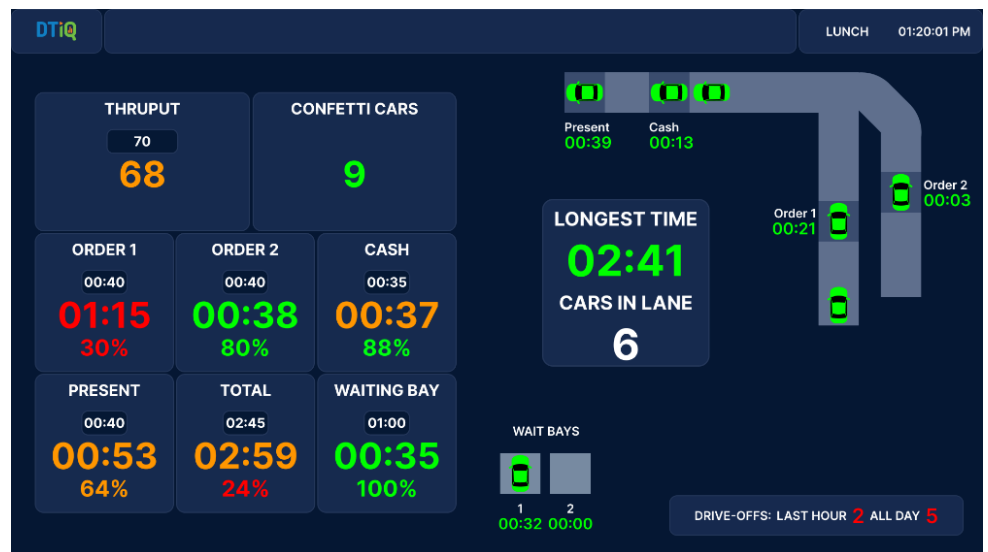 DTiQ
LUNCH 01:20:01 PM
THRUPUT
70
68
CONFETTI CARS
9
ORDER 1
00:40
01:15
30%
ORDER 2
00:40
00:38
80%
CASH
00:35
00:37
88%
PRESENT
00:40
00:53
64%
TOTAL
02:45
02:59
24%
WAITING BAY
01:00
00:35
100%
Present
00:39
Cash
00:13
Order 2
00:03
Order 1
00:21
LONGEST TIME
02:41
CARS IN LANE
6
WAIT BAYS
1 2
00:32 00:00
DRIVE-OFFS: LAST HOUR 2 ALL DAY 5